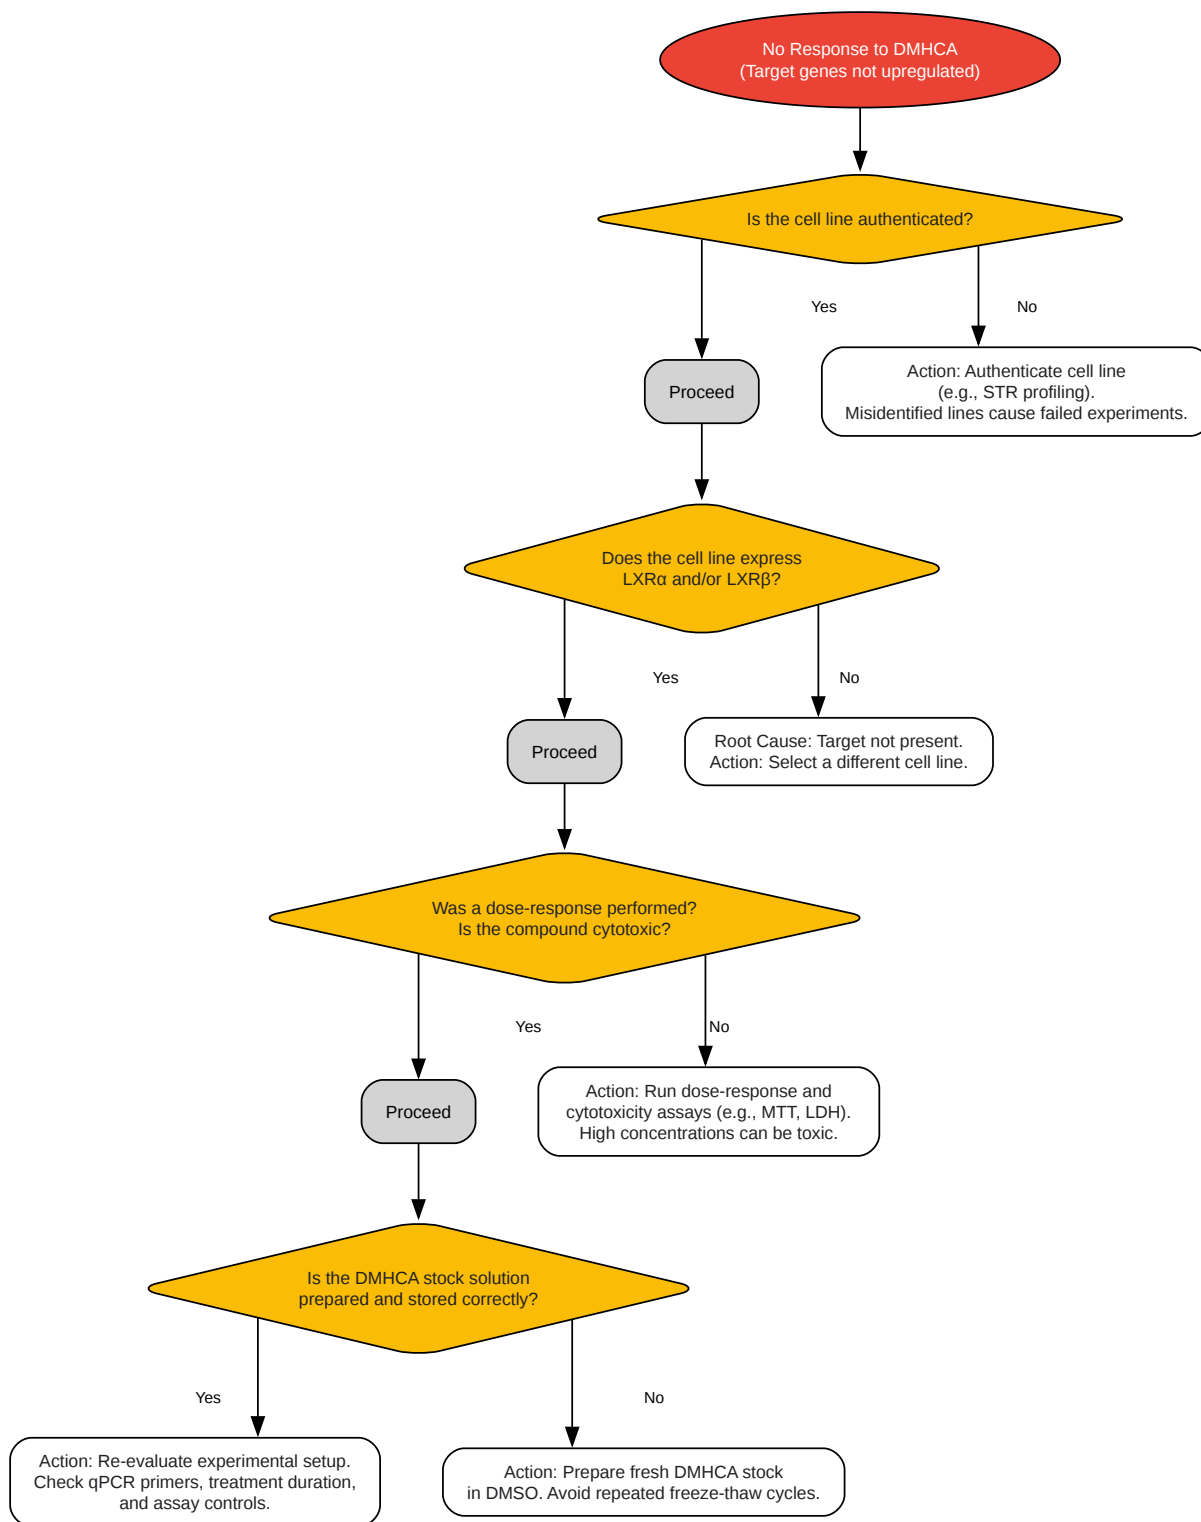 No Response to DMHCA
(Target genes not upregulated)
Is the cell line authenticated?
Yes
No
Proceed
Action: Authenticate cell line
(e.g., STR profiling).
Misidentified lines cause failed experiments.
Does the cell line express
LXRα and/or LXRβ?
Yes
No
Proceed
Root Cause: Target not present.
Action: Select a different cell line.
Was a dose-response performed?
Is the compound cytotoxic?
Yes
No
Proceed
Action: Run dose-response and
cytotoxicity assays (e.g., MTT, LDH).
High concentrations can be toxic.
Is the DMHCA stock solution
prepared and stored correctly?
Yes
No
Action: Re-evaluate experimental setup.
Check qPCR primers, treatment duration,
and assay controls.
Action: Prepare fresh DMHCA stock
in DMSO. Avoid repeated freeze-thaw cycles.